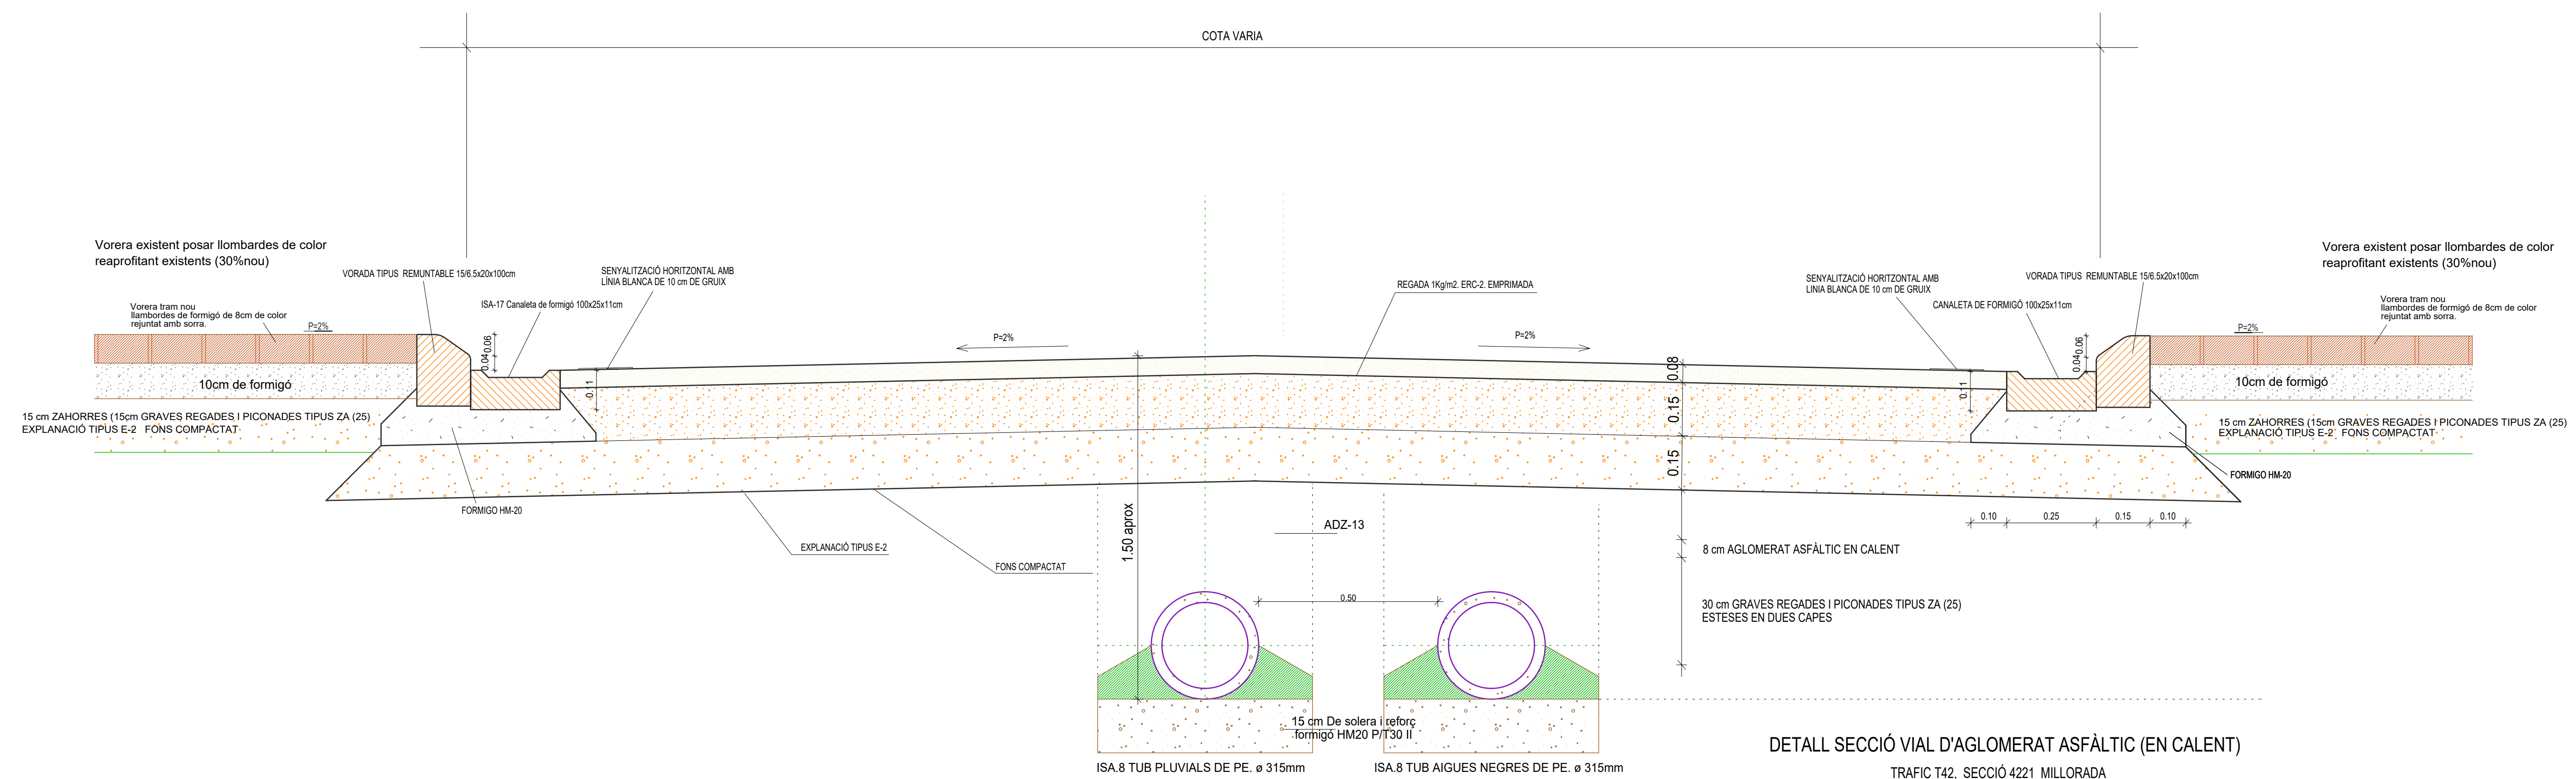 COTA VARIA
Vorera existent posar llombardes de color
reaprofitant existents (30%nou)
VORADA TIPUS REMUNTABLE 15/6.5x20x100cm
SENYALITZACIÓ HORITZONTAL AMB
LÍNIA BLANCA DE 10 cm DE GRUIX
ISA-17 Canaleta de formigó 100x25x11cm
Vorera tram nou
llambordes de formigó de 8cm de color
rejuntat amb sorra.
P=2%
0.06
0.04
0.11
10cm de formigó
15 cm ZAHORRES (15cm GRAVES REGADES I PICONADES TIPUS ZA (25)
EXPLANACIÓ TIPUS E-2 FONS COMPACTAT
FORMIGO HM-20
P=2%
REGADA 1Kg/m2. ERC-2. EMPRIMADA
P=2%
0.08
0.15
0.15
1.50 aprox
EXPLANACIÓ TIPUS E-2
FONS COMPACTAT
ADZ-13
0.50
15 cm De solera i reforç
formigó HM20 P/T30 II
ISA.8 TUB PLUVIALS DE PE. ø 315mm
ISA.8 TUB AIGUES NEGRES DE PE. ø 315mm
8 cm AGLOMERAT ASFÀLTIC EN CALENT
30 cm GRAVES REGADES I PICONADES TIPUS ZA (25)
ESTESES EN DUES CAPES
SENYALITZACIÓ HORITZONTAL AMB
LINIA BLANCA DE 10 cm DE GRUIX
CANALETA DE FORMIGÓ 100x25x11cm
VORADA TIPUS REMUNTABLE 15/6.5x20x100cm
Vorera existent posar llombardes de color
reaprofitant existents (30%nou)
Vorera tram nou
llambordes de formigó de 8cm de color
rejuntat amb sorra.
P=2%
0.06
0.04
0.11
10cm de formigó
15 cm ZAHORRES (15cm GRAVES REGADES I PICONADES TIPUS ZA (25)
EXPLANACIÓ TIPUS E-2 FONS COMPACTAT
FORMIGO HM-20
0.10 0.25 0.15 0.10
DETALL SECCIÓ VIAL D'AGLOMERAT ASFÀLTIC (EN CALENT)
TRAFIC T42, SECCIÓ 4221 MILLORADA